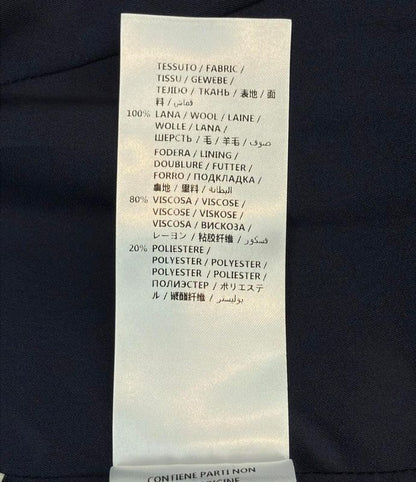 TESSUTO / FABRIC /
TISSU / GEWEBE /
TEJIDO / ТКАНЬ / 表地 / 面
料 / قماش /
100% LANA / WOOL / LAINE /
WOLLE / LANA /
ШЕРСТЬ / 毛 / 羊毛 / صوف /
FODERA / LINING /
DOUBLURE / FUTTER /
FORRO / ПОДКЛАДКА /
裏地 / 里料 / البطانة /
80% VISCOSA / VISCOSE /
VISCOSE / VISKOSE /
VISCOSA / ВИСКОЗА /
レーヨン / 粘胶纤维 / فسكوز /
20% POLIESTERE /
POLYESTER / POLYESTER /
POLYESTER / POLIESTER /
ПОЛИЭСТЕР / ポリエステ
ル / 聚酯纤维 / بوليستر /
CONTIENE PARTI NON